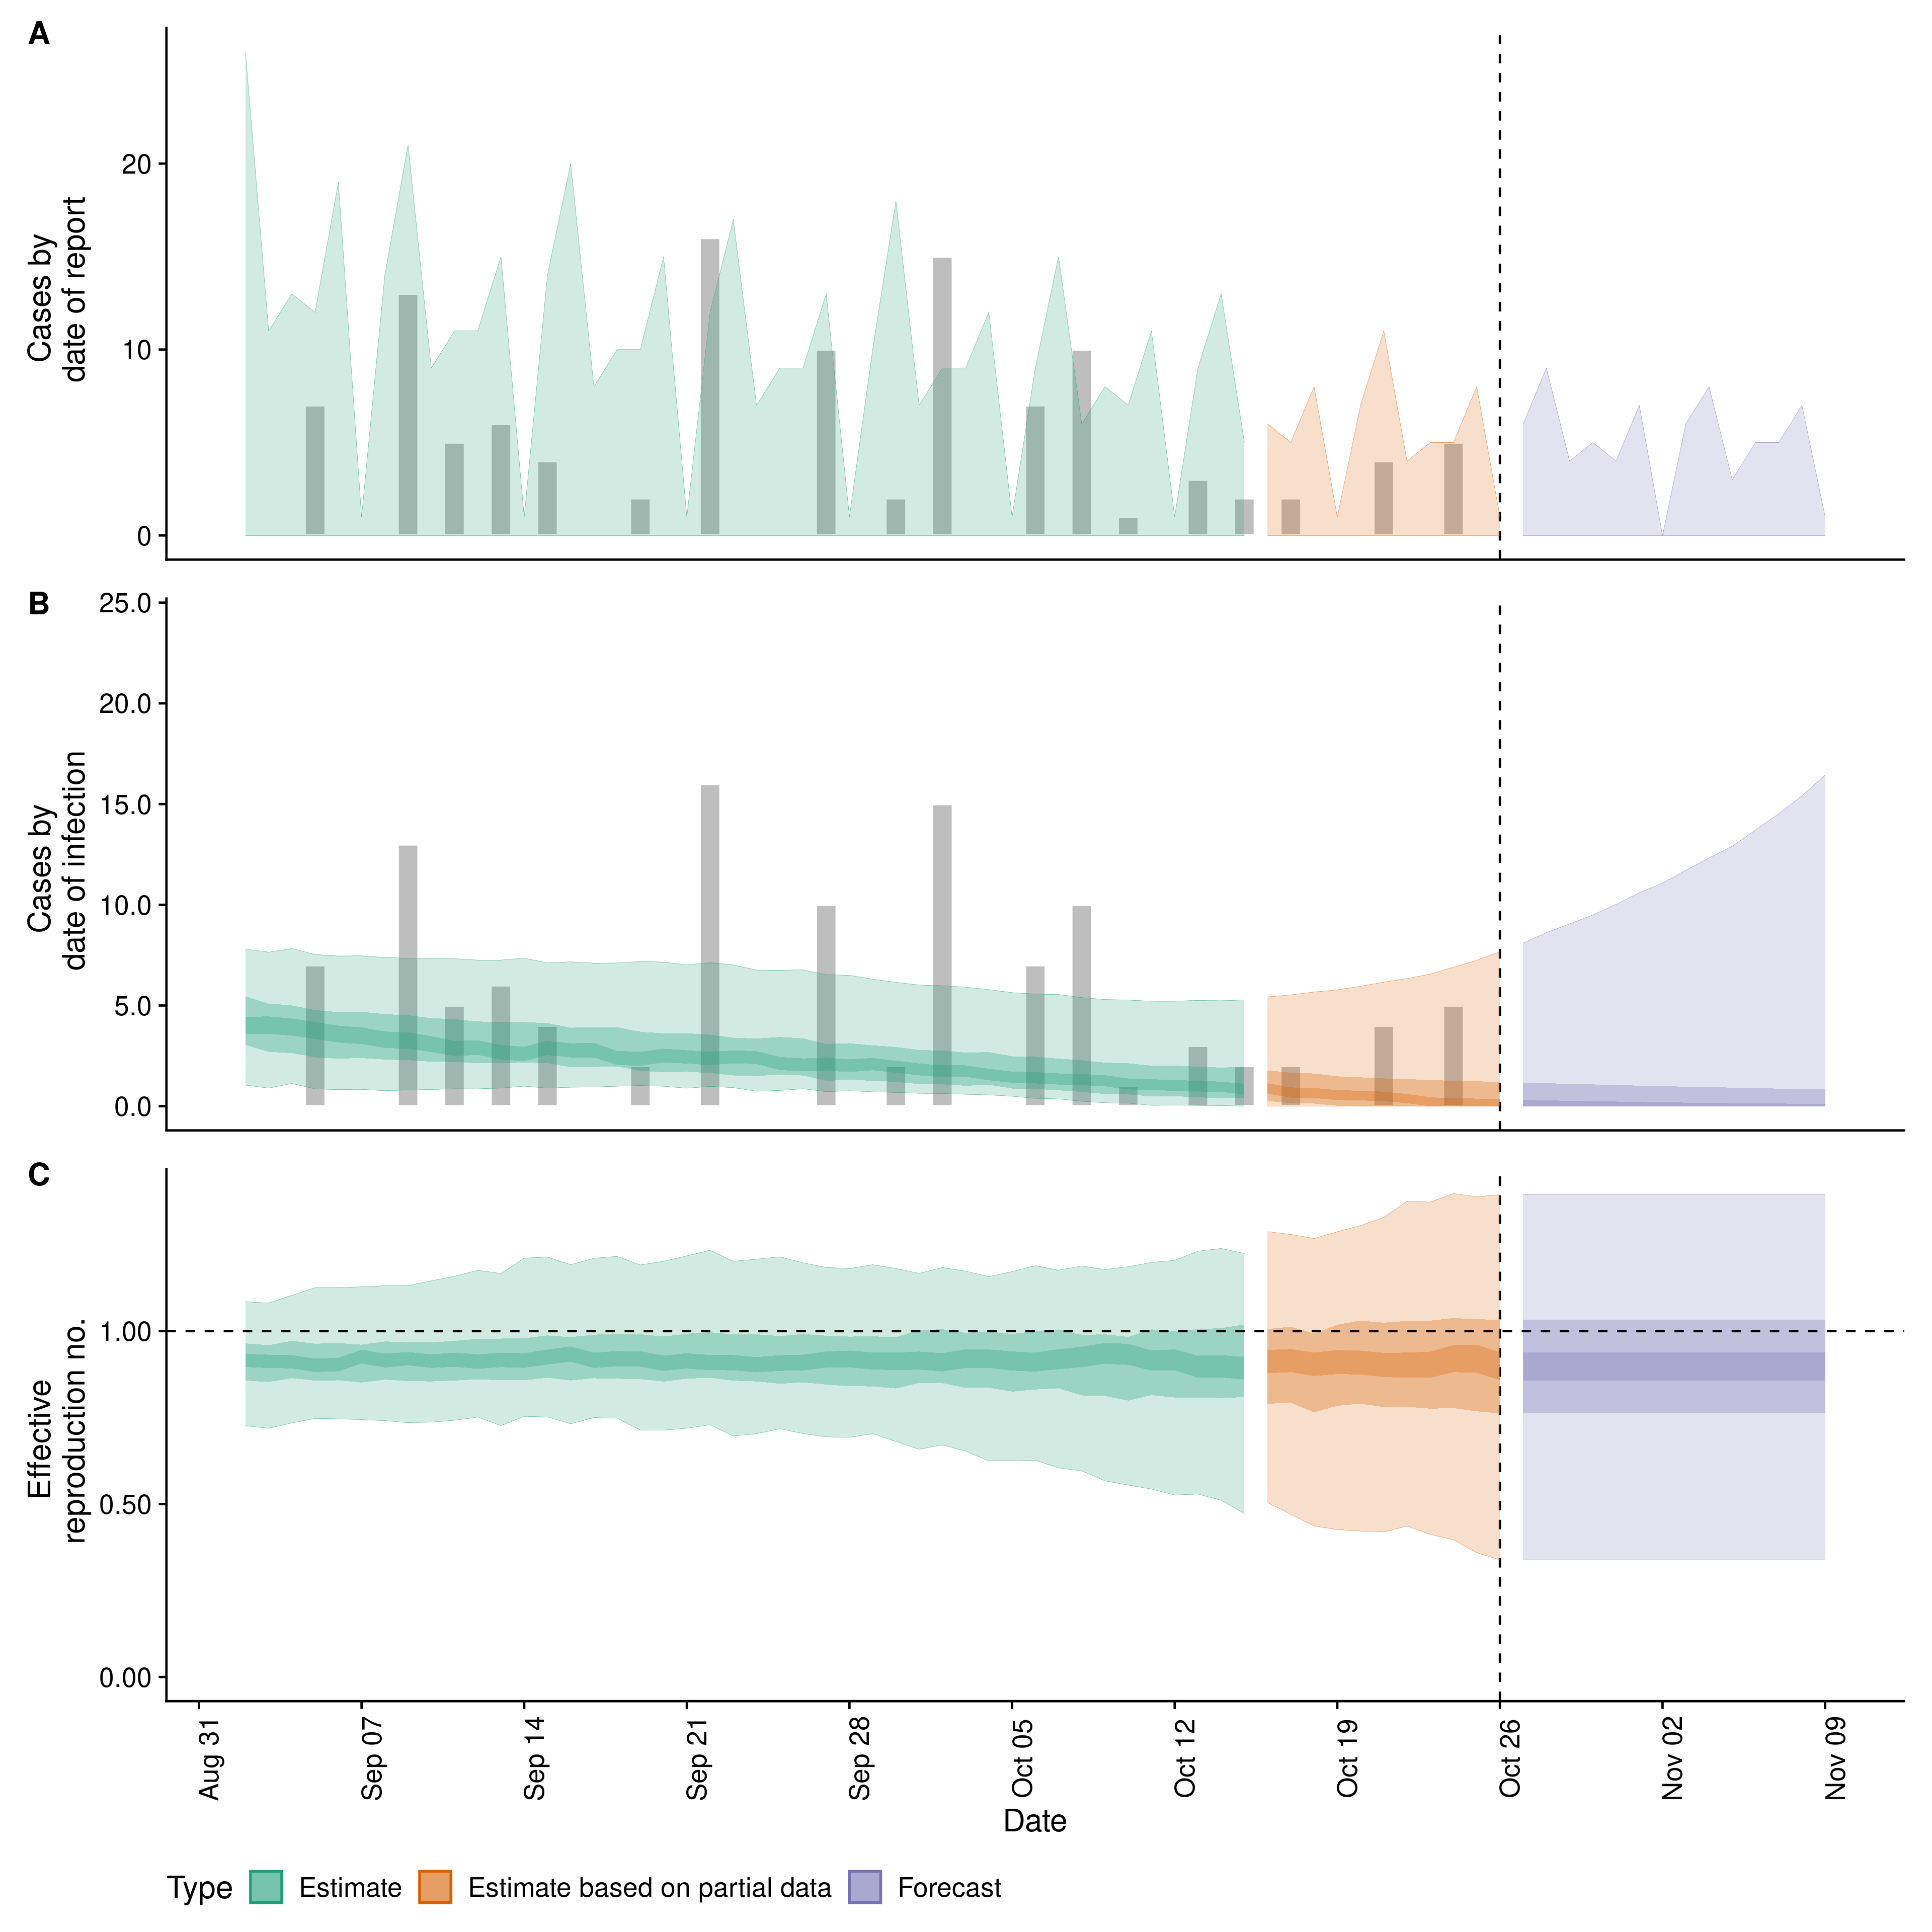 A
Cases by
date of report
20
10
0
B
Cases by
date of infection
25.0
20.0
15.0
10.0
5.0
0.0
C
Effective
reproduction no.
1.00
0.50
0.00
Aug 31
Sep 07
Sep 14
Sep 21
Sep 28
Oct 05
Oct 12
Oct 19
Oct 26
Nov 02
Nov 09
Date
Type Estimate Estimate based on partial data Forecast